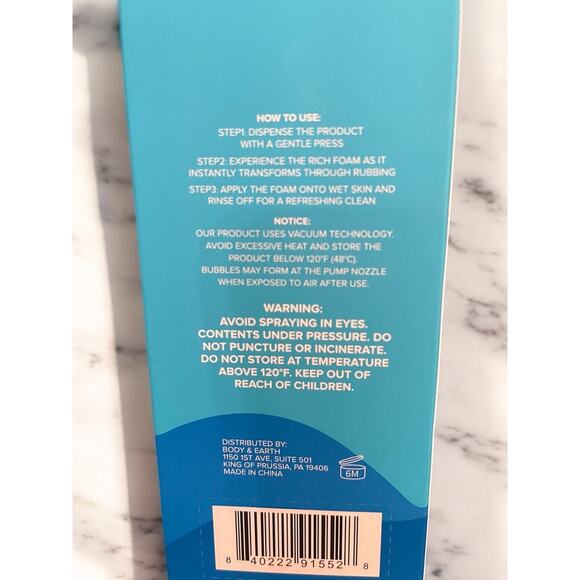 HOW TO USE:
STEP1: DISPENSE THE PRODUCT
WITH A GENTLE PRESS
STEP2: EXPERIENCE THE RICH FOAM AS IT
INSTANTLY TRANSFORMS THROUGH RUBBING
STEP3: APPLY THE FOAM ONTO WET SKIN AND
RINSE OFF FOR A REFRESHING CLEAN
NOTICE:
OUR PRODUCT USES VACUUM TECHNOLOGY.
AVOID EXCESSIVE HEAT AND STORE THE
PRODUCT BELOW 120°F (48°C).
BUBBLES MAY FORM AT THE PUMP NOZZLE
WHEN EXPOSED TO AIR AFTER USE.
WARNING:
AVOID SPRAYING IN EYES.
CONTENTS UNDER PRESSURE. DO
NOT PUNCTURE OR INCINERATE.
DO NOT STORE AT TEMPERATURE
ABOVE 120°F. KEEP OUT OF
REACH OF CHILDREN.
DISTRIBUTED BY:
BODY & EARTH
1150 1ST AVE, SUITE 501
KING OF PRUSSIA, PA 19406
MADE IN CHINA
6M
8 40222 91552 8